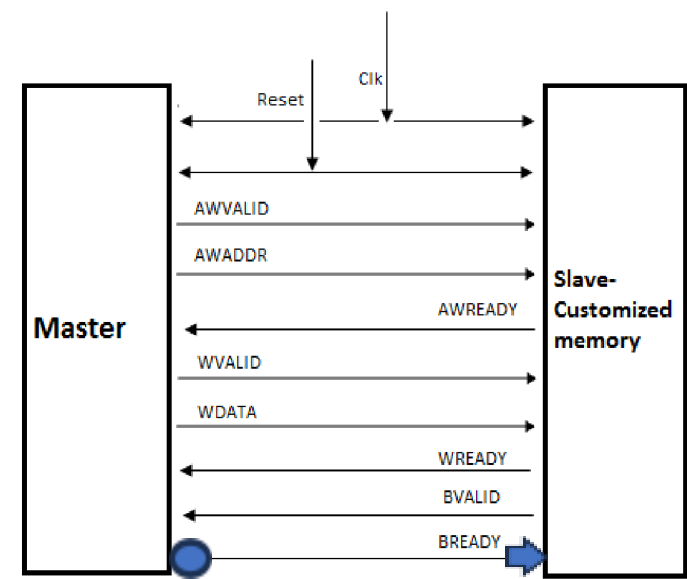 Clk
Reset
AWVALID
AWADDR
AWREADY
WVALID
WDATA
WREADY
BVALID
BREADY
Master
Slave-
Customized
memory